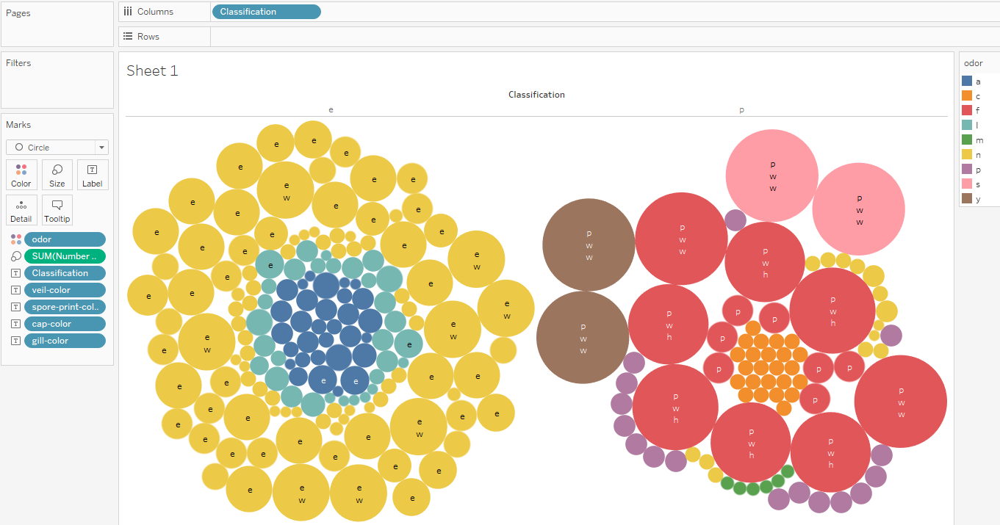 Pages
Columns
Classification
Rows
Filters
Marks
Circle
Color
Size
Label
Detail
Tooltip
odor
SUM(Number ..
Classification
veil-color
spore-print-col..
cap-color
gill-color
Sheet 1
Classification
e
p
e
e
e
e
e
e
e
w
e
e
e
e
e
e
e
e
e
e
e
e
w
e
e
e
e
e
e
w
e
w
e
w
e
e
e
w
e
e
e
e
e
e
e
e
e
e
e
e
e
w
e
e
e
e
e
e
e
e
e
e
w
e
w
e
p
w
w
p
w
w
p
w
w
p
w
w
p
w
h
p
w
h
p
w
h
p
w
w
p
p
p
p
p
p
p
p
w
h
p
w
w
p
w
h
p
w
h
odor
a
c
f
l
m
n
p
s
y